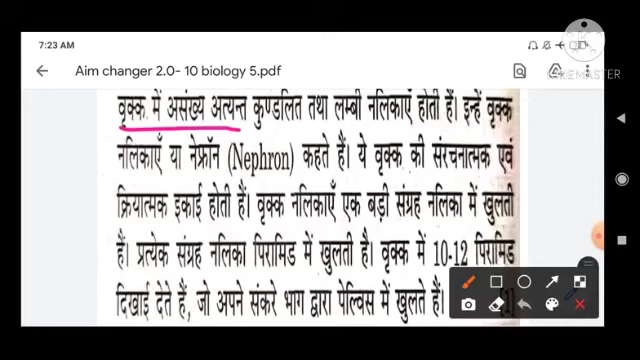 7:23 AM
Aim changer 2.0- 10 biology 5.pdf
वृक्क में असंख्य अत्यन्त कुण्डलित तथा लम्बी नलिकाएँ होती हैं। इन्हें वृक्क
नलिकाएँ या नेफ्रॉन (Nephron) कहते हैं। ये वृक्क की संरचनात्मक एवं
क्रियात्मक इकाई होती हैं। वृक्क नलिकाएँ एक बड़ी संग्रह नलिका में खुलती
हैं। प्रत्येक संग्रह नलिका पिरामिड में खुलती है। वृक्क में 10-12 पिरामिड
दिखाई देते हैं, जो अपने संकरे भाग द्वारा पेल्विस में खुलते हैं।
[1]